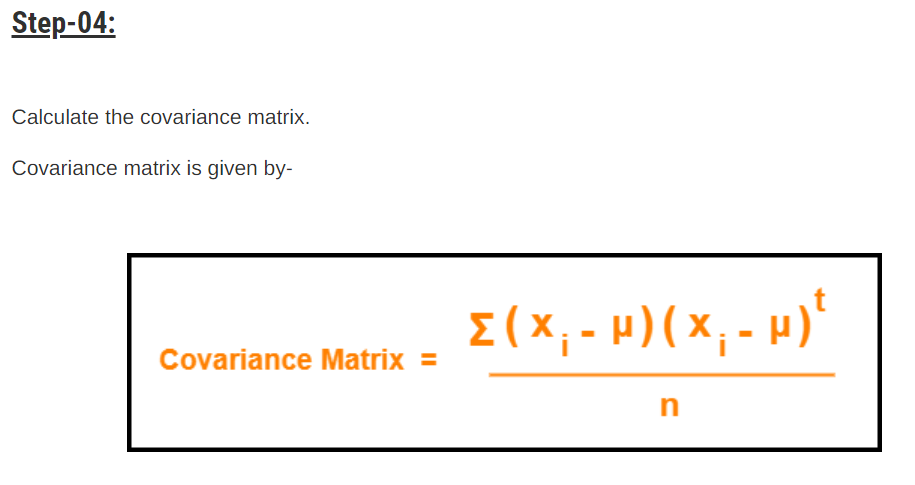 Step-04:
Calculate the covariance matrix.
Covariance matrix is given by-
Covariance Matrix = Σ ( x i - μ ) ( x i - μ ) t
n